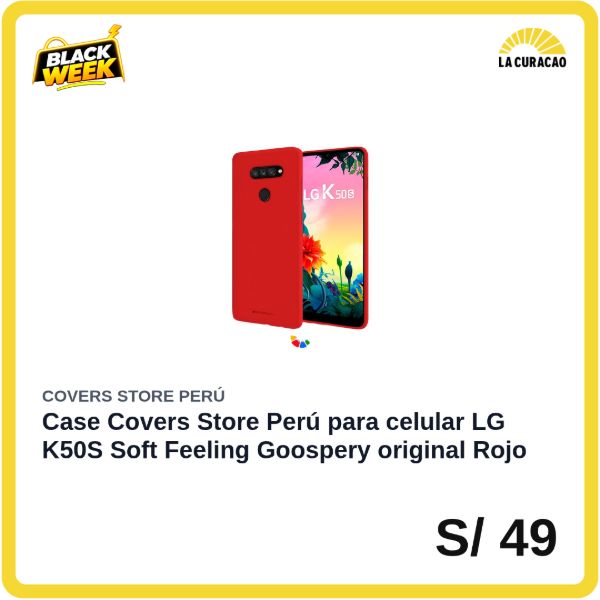 BLACK
WEEK
LA CURACAO
LG K50S
COVERS STORE PERÚ
Case Covers Store Perú para celular LG
K50S Soft Feeling Goospery original Rojo
S/ 49